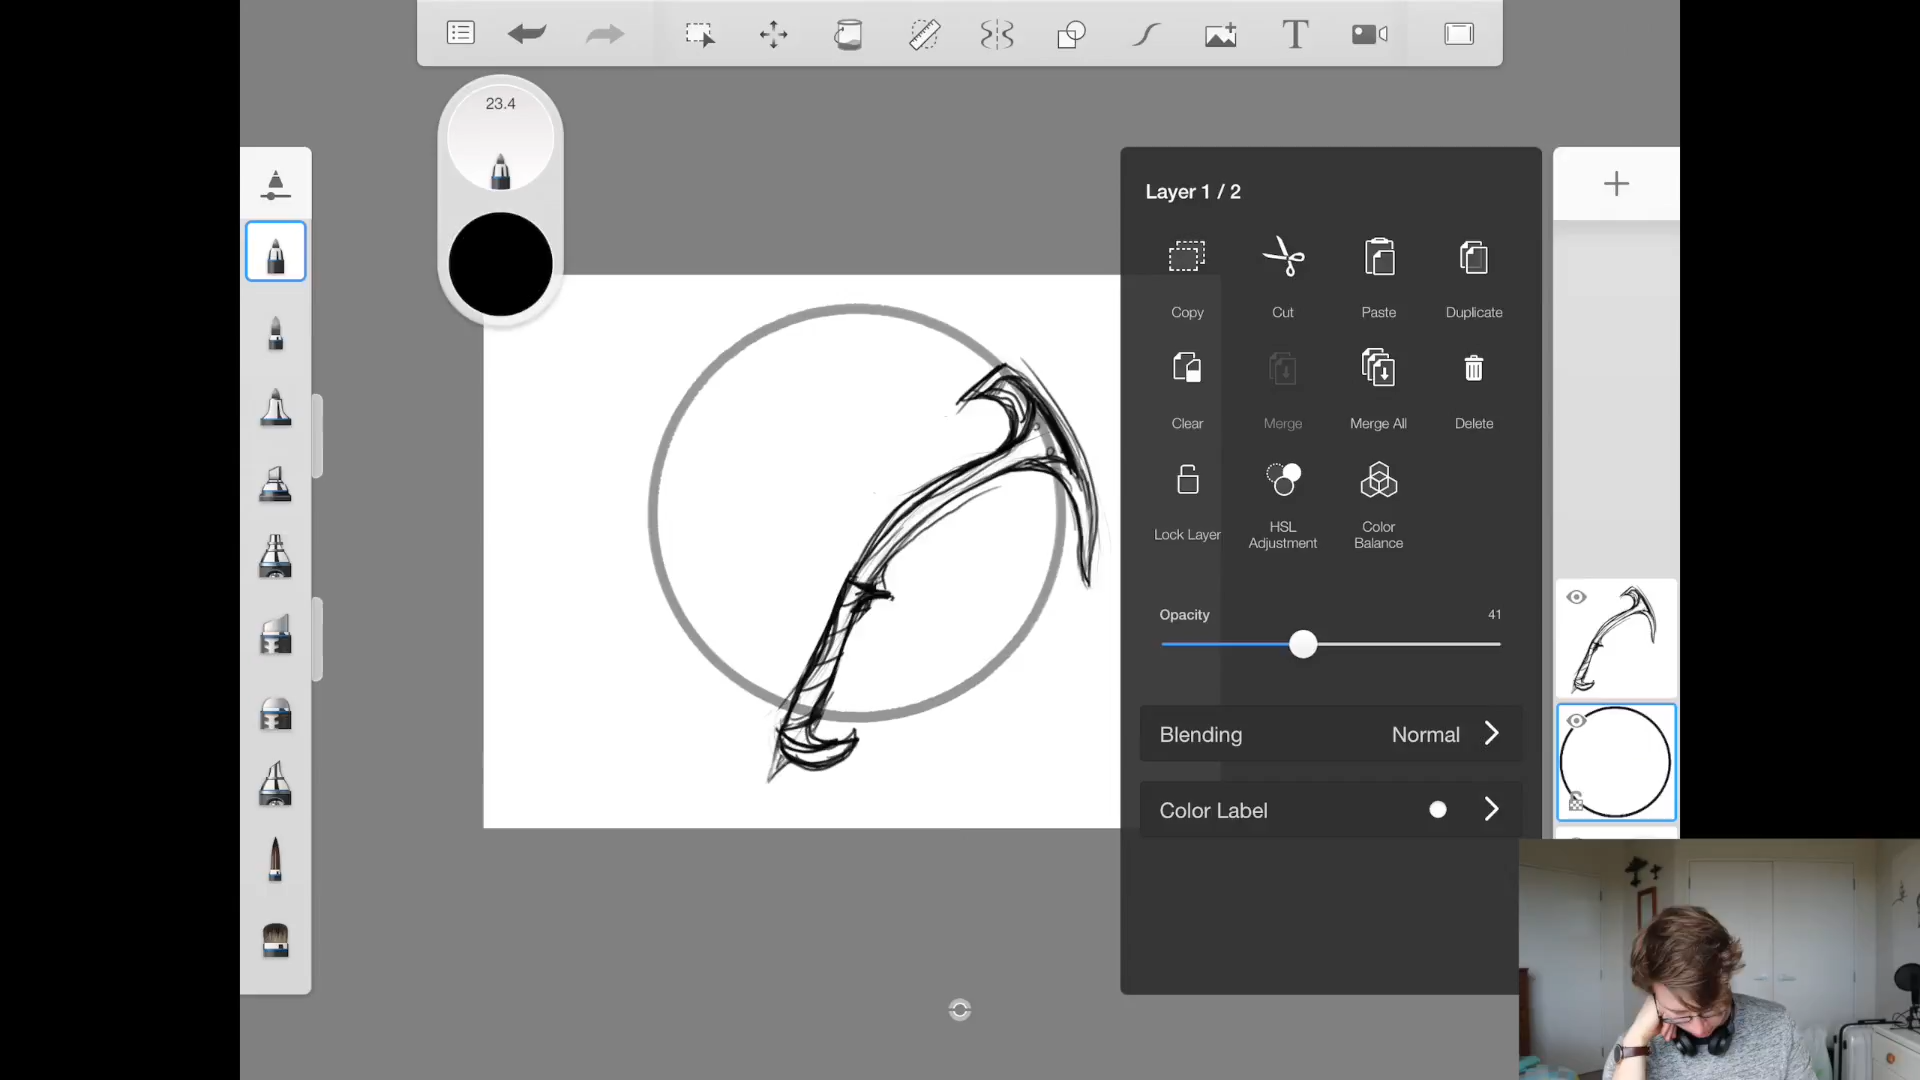 23.4
Layer 1 / 2
Copy Cut Paste Duplicate
Clear Merge Merge All Delete
Lock Layer HSL Adjustment Color Balance
Opacity 41
Blending Normal
Color Label